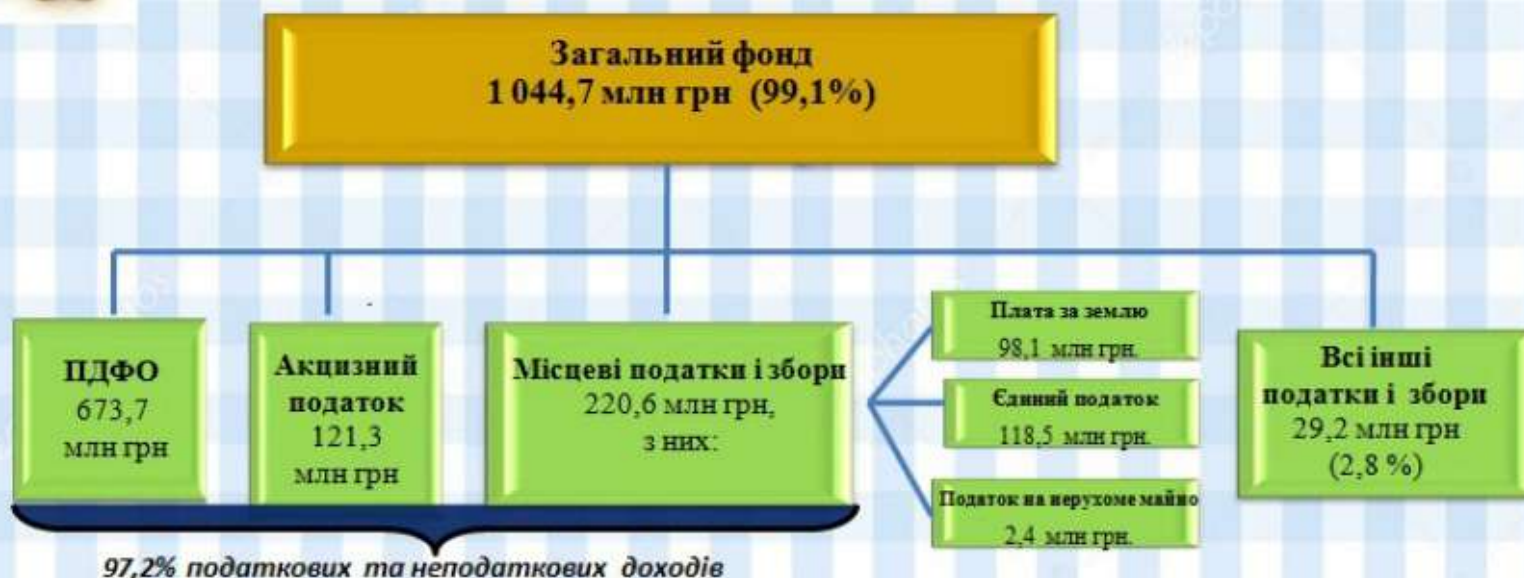 Загальний фонд
1 044,7 млн грн (99,1%)
ПДФО
673,7
млн грн
Акцизний
податок
121,3
млн грн
Місцеві податки і збори
220,6 млн грн,
з них:
Плата за землю
98,1 млн грн.
Єдиний податок
118,5 млн грн.
Податок на нерухоме майно
2,4 млн грн.
Всі інші
податки і збори
29,2 млн грн
(2,8 %)
97,2% податкових та неподаткових доходів